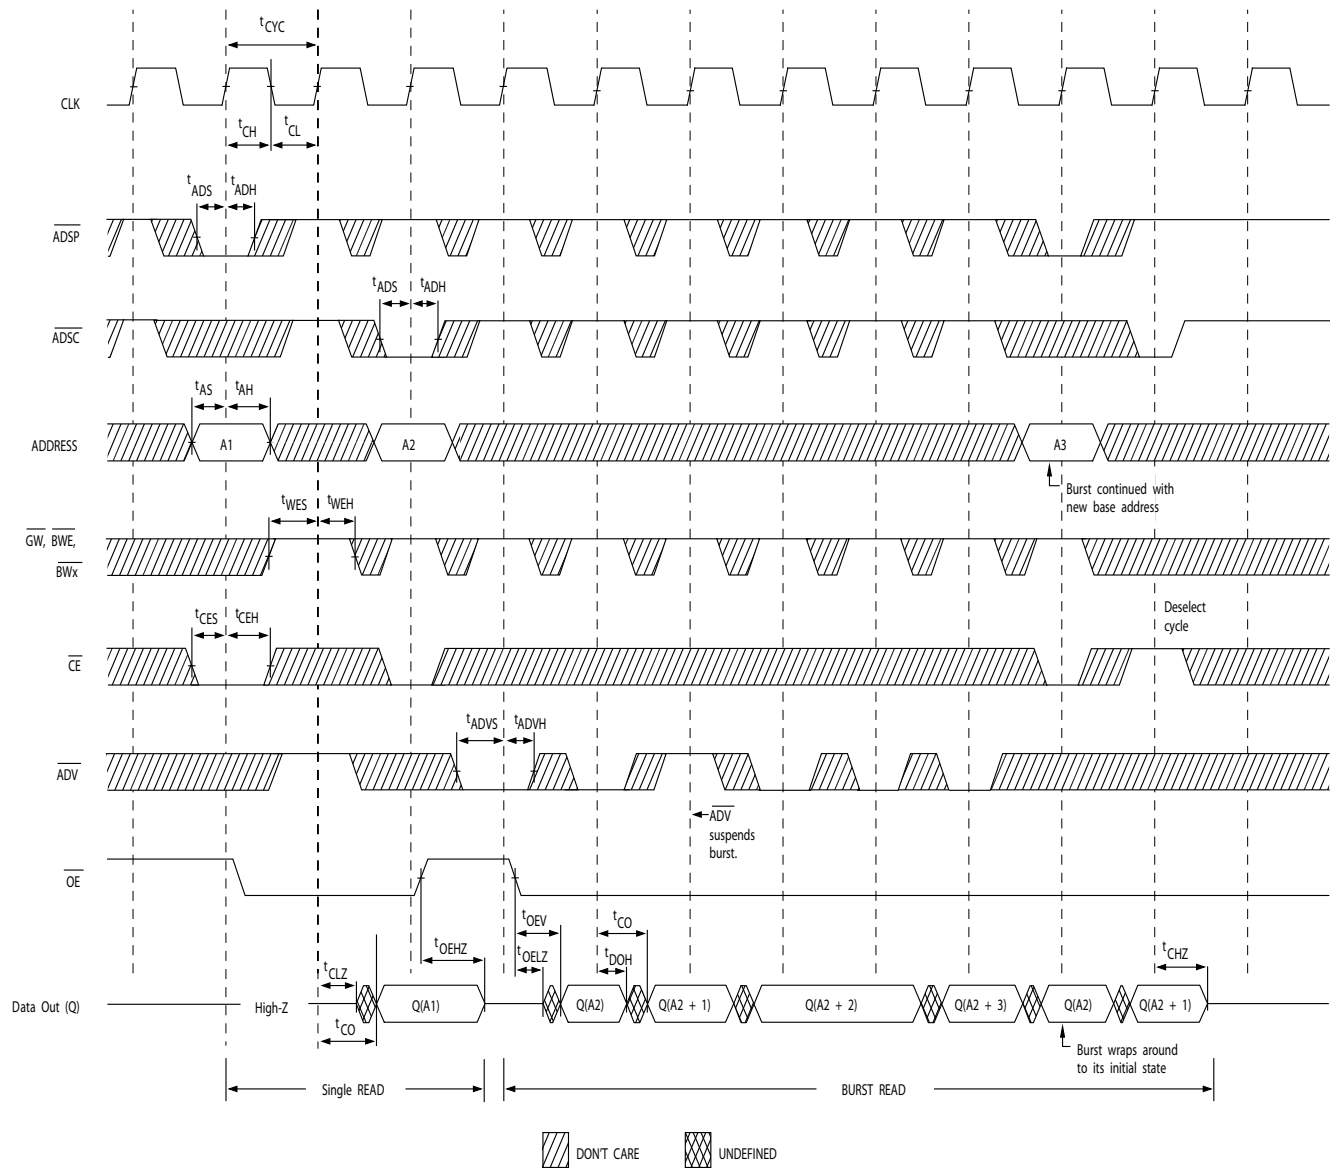 tCYC
CLK
tCH tCL
tADS tADH
ADSP
tADS tADH
ADSC
tAS tAH
ADDRESS A1 A2 A3
Burst continued with
new base address
tWES tWEH
GW, BWE,
BWx
tCES tCEH
Deselect
cycle
CE
tADVS tADVH
ADV
ADV
suspends
burst.
OE
tOEV tCO
tOEHZ tOELZ tDOH tCHZ
tCLZ
Data Out (Q) High-Z Q(A1) Q(A2) Q(A2 + 1) Q(A2 + 2) Q(A2 + 3) Q(A2) Q(A2 + 1)
tCO
Burst wraps around
to its initial state
Single READ BURST READ
DON'T CARE UNDEFINED